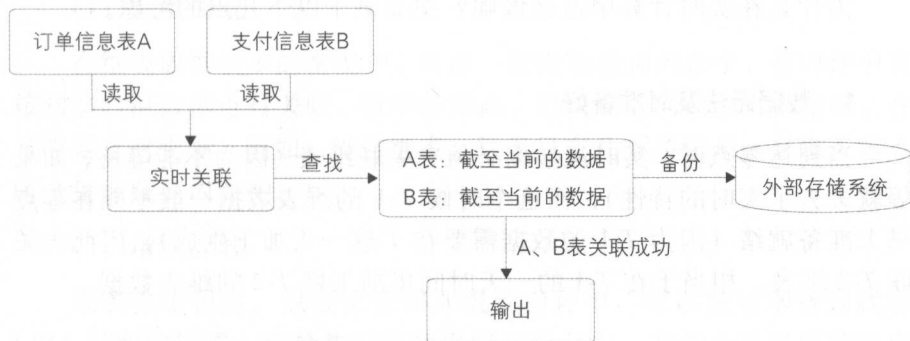 订单信息表A
支付信息表B
读取
读取
实时关联
查找
A表：截至当前的数据
B表：截至当前的数据
备份
外部存储系统
A、B表关联成功
输出